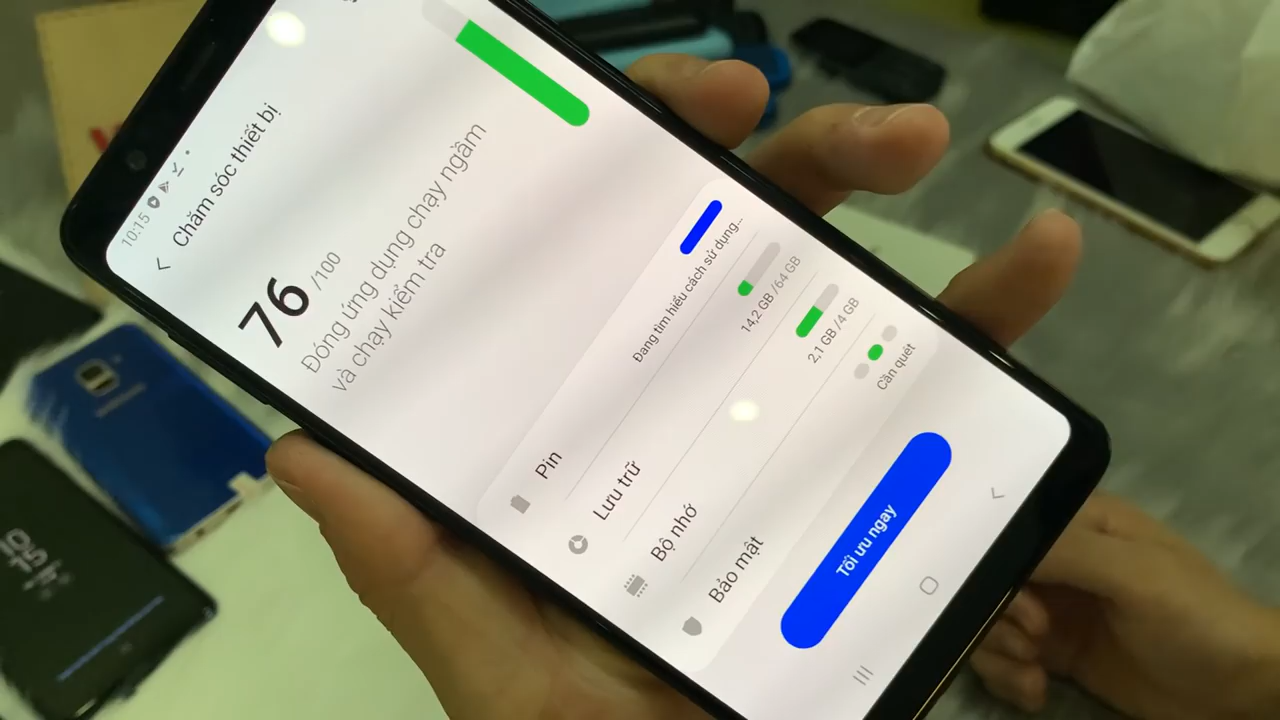 10:15
Chăm sóc thiết bị
76 /100
Đóng ứng dụng chạy ngầm
và chạy kiểm tra
Pin
Đang tìm hiểu cách sử dụng...
Lưu trữ
14,2 GB /64 GB
Bộ nhớ
2,1 GB /4 GB
Bảo mật
Cần quét
Tối ưu ngay